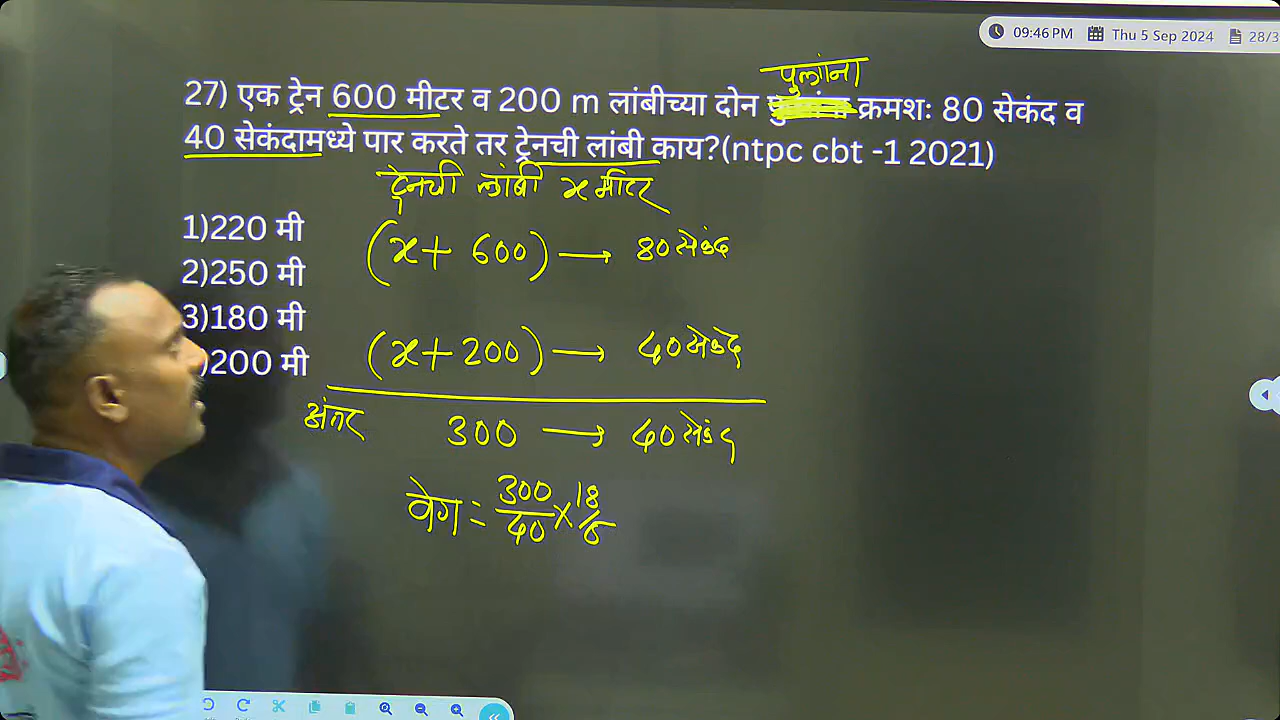 09:46 PM Thu 5 Sep 2024 28/3
पुलांना
27) एक ट्रेन 600 मीटर व 200 m लांबीच्या दोन क्रमशः 80 सेकंद व
40 सेकंदामध्ये पार करते तर ट्रेनची लांबी काय?(ntpc cbt -1 2021)
ट्रेनची लांबी x मीटर
1)220 मी
(x + 600) → 80 सेकंद
2)250 मी
3)180 मी
(x + 200) → 40 सेकंद
)200 मी
अंतर 300 → 40 सेकंद
वेग = 300/40 × 18/5